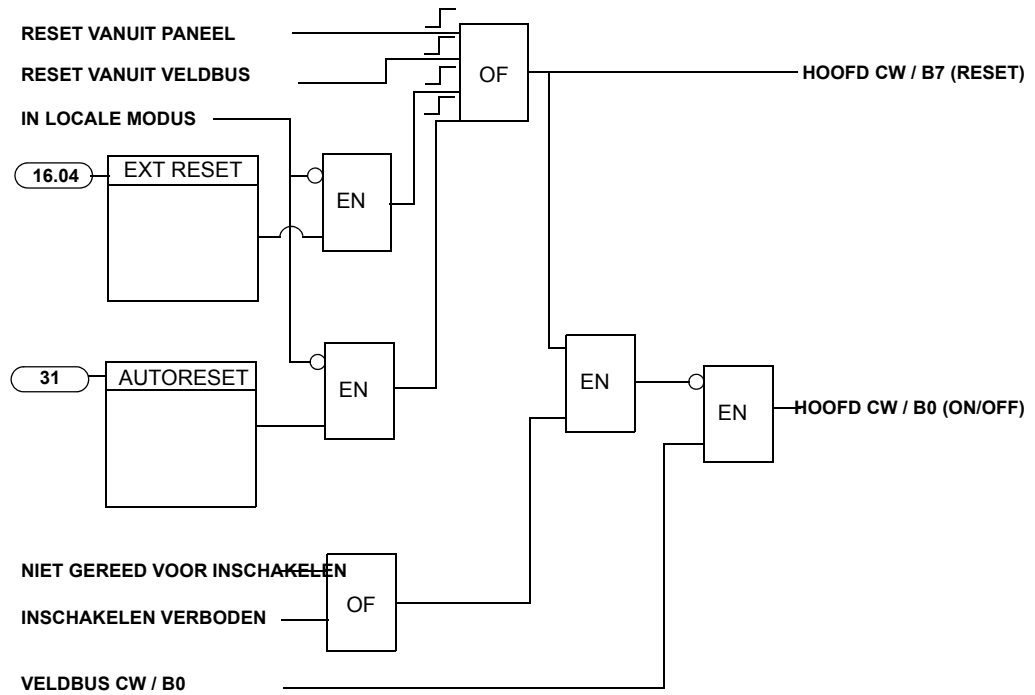 RESET VANUIT PANEEL
RESET VANUIT VELDBUS
OF
HOOFD CW / B7 (RESET)
IN LOCALE MODUS
16.04
EXT RESET
EN
31
AUTORESET
EN
EN
EN
HOOFD CW / B0 (ON/OFF)
NIET GEREED VOOR INSCHAKELEN
OF
INSCHAKELEN VERBODEN
VELDBUS CW / B0